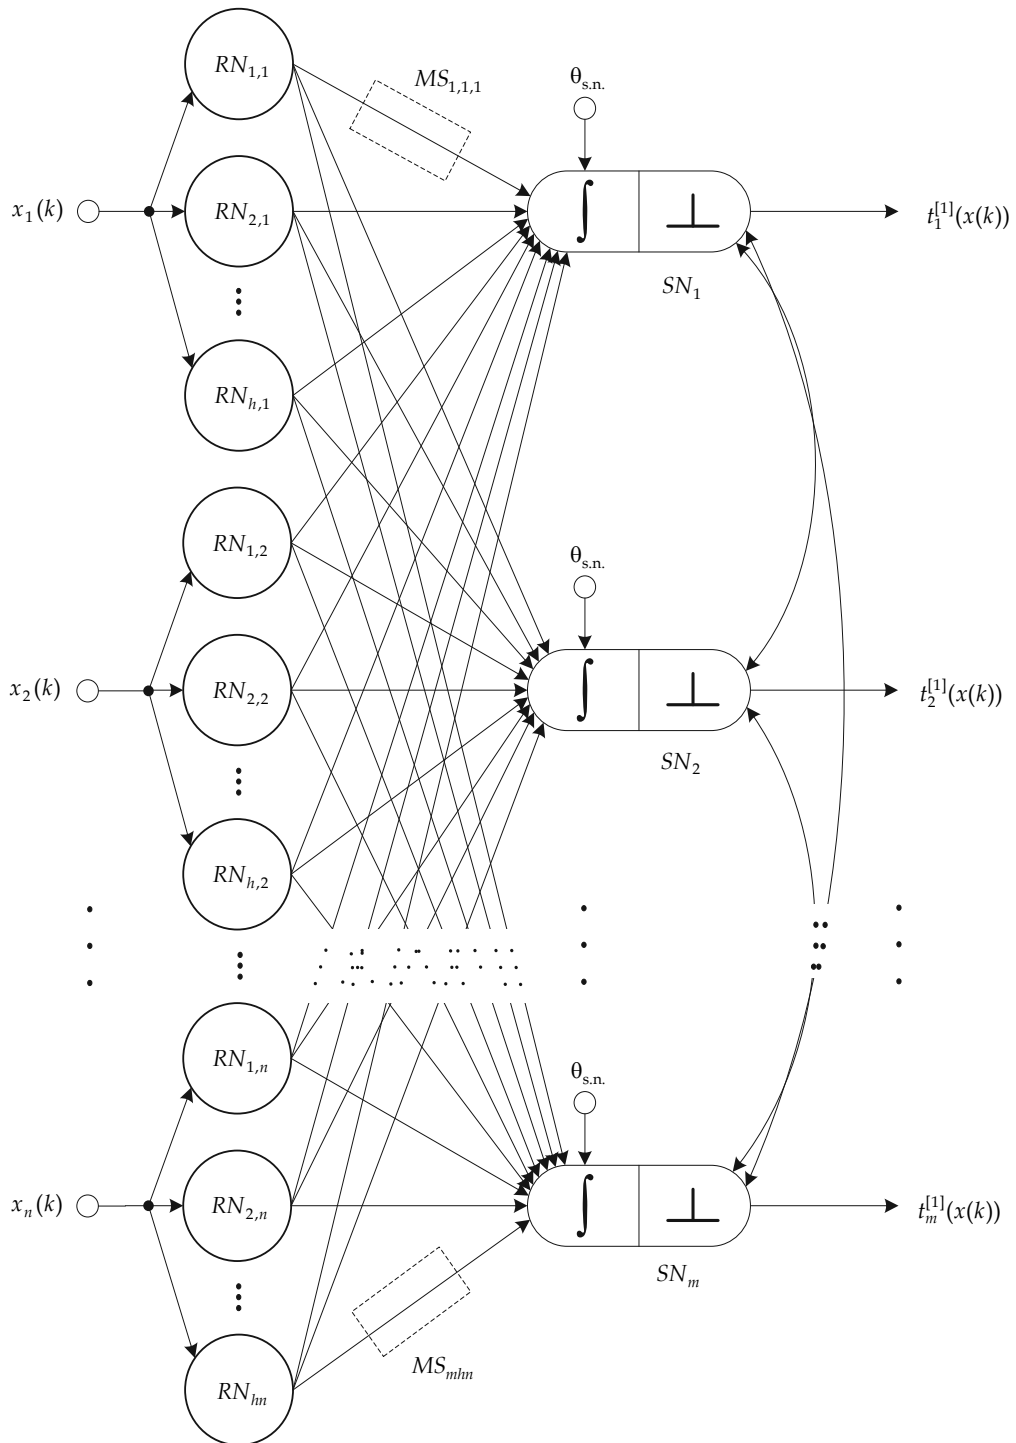 RN1,1
MS1,1,1
θs.n.
x1(k)
RN2,1
∫
t1[1](x(k))
SN1
RNh,1
RN1,2
θs.n.
x2(k)
RN2,2
∫
t2[1](x(k))
SN2
RNh,2
RN1,n
θs.n.
xn(k)
RN2,n
∫
tm[1](x(k))
SNm
MSmhn
RNhn